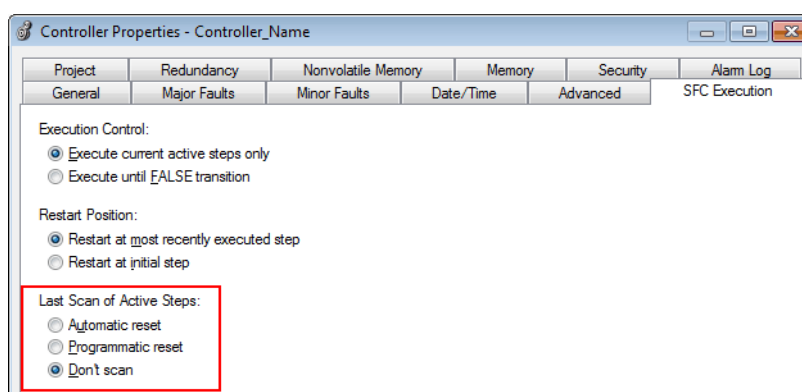 Controller Properties - Controller_Name
Project Redundancy Nonvolatile Memory Memory Security Alarm Log
General Major Faults Minor Faults Date/Time Advanced SFC Execution
Execution Control:
Execute current active steps only
Execute until FALSE transition
Restart Position:
Restart at most recently executed step
Restart at initial step
Last Scan of Active Steps:
Automatic reset
Programmatic reset
Don't scan